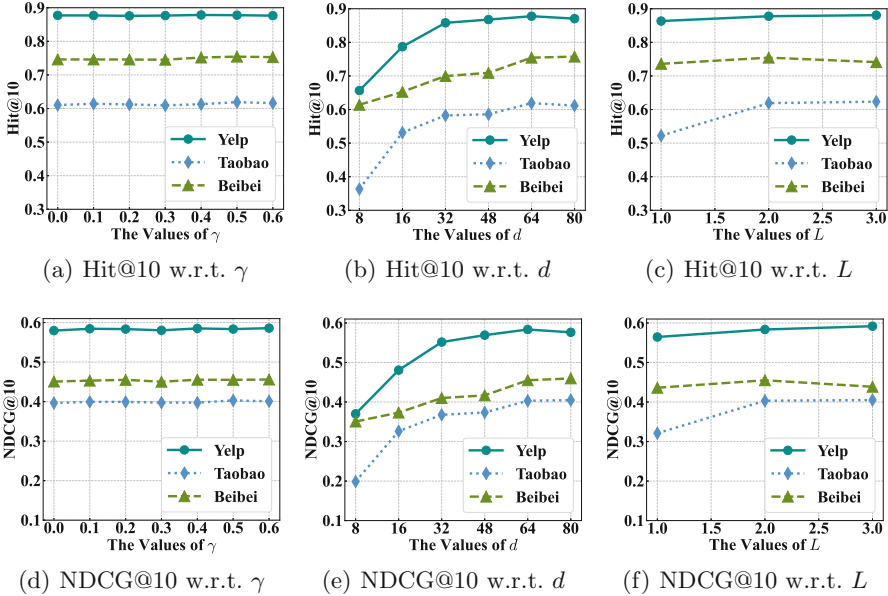 0.9
0.8
0.7
0.6
0.5
0.4
0.3
Hit@10
Yelp
Taobao
Beibei
0.0 0.1 0.2 0.3 0.4 0.5 0.6
The Values of γ
(a) Hit@10 w.r.t. γ
0.9
0.8
0.7
0.6
0.5
0.4
0.3
Hit@10
Yelp
Taobao
Beibei
8 16 32 48 64 80
The Values of d
(b) Hit@10 w.r.t. d
0.9
0.8
0.7
0.6
0.5
0.4
0.3
Hit@10
Yelp
Taobao
Beibei
1.0 1.5 2.0 2.5 3.0
The Values of L
(c) Hit@10 w.r.t. L
0.6
0.5
0.4
0.3
0.2
0.1
NDCG@10
Yelp
Taobao
Beibei
0.0 0.1 0.2 0.3 0.4 0.5 0.6
The Values of γ
(d) NDCG@10 w.r.t. γ
0.6
0.5
0.4
0.3
0.2
0.1
NDCG@10
Yelp
Taobao
Beibei
8 16 32 48 64 80
The Values of d
(e) NDCG@10 w.r.t. d
0.6
0.5
0.4
0.3
0.2
0.1
NDCG@10
Yelp
Taobao
Beibei
1.0 1.5 2.0 2.5 3.0
The Values of L
(f) NDCG@10 w.r.t. L